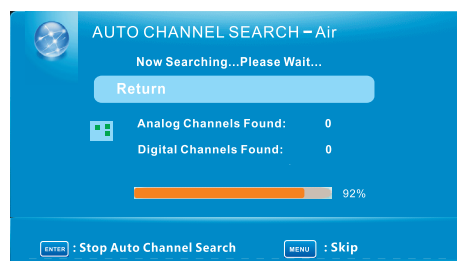 AUTO CHANNEL SEARCH – Air
Now Searching...Please Wait...
Return
Analog Channels Found: 0
Digital Channels Found: 0
92%
ENTER : Stop Auto Channel Search MENU : Skip